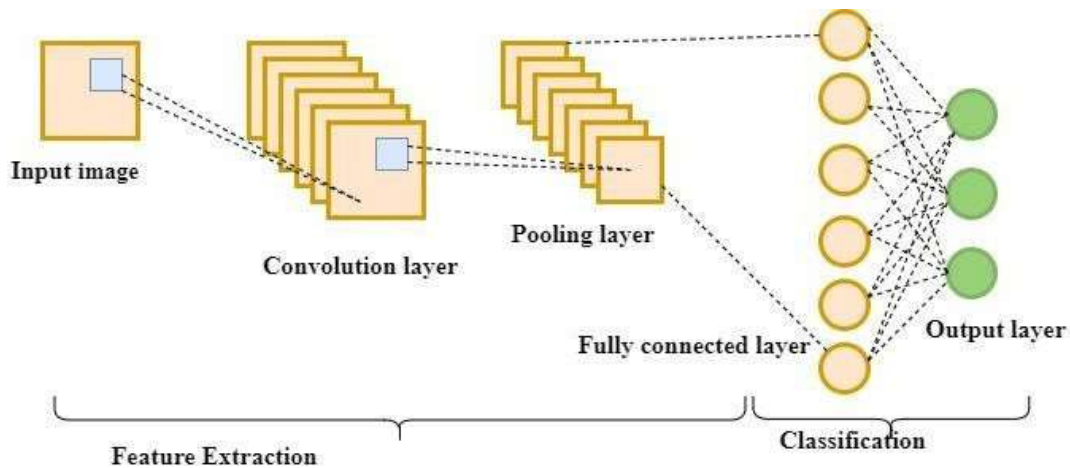 Input image
Convolution layer
Pooling layer
Fully connected layer
Output layer
Feature Extraction
Classification